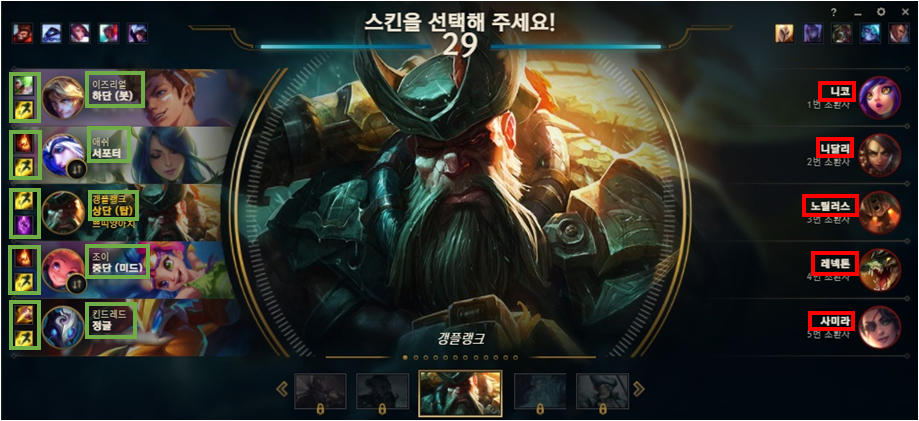 스킨을 선택해 주세요!
29
?
이즈리얼
하단 (봇)
애쉬
서포터
갱플랭크
상단 (탑)
조이
중단 (미드)
킨드레드
정글
니코
1번 소환사
니달리
2번 소환사
노틸러스
3번 소환사
레넥톤
4번 소환사
사미라
5번 소환사
갱플랭크